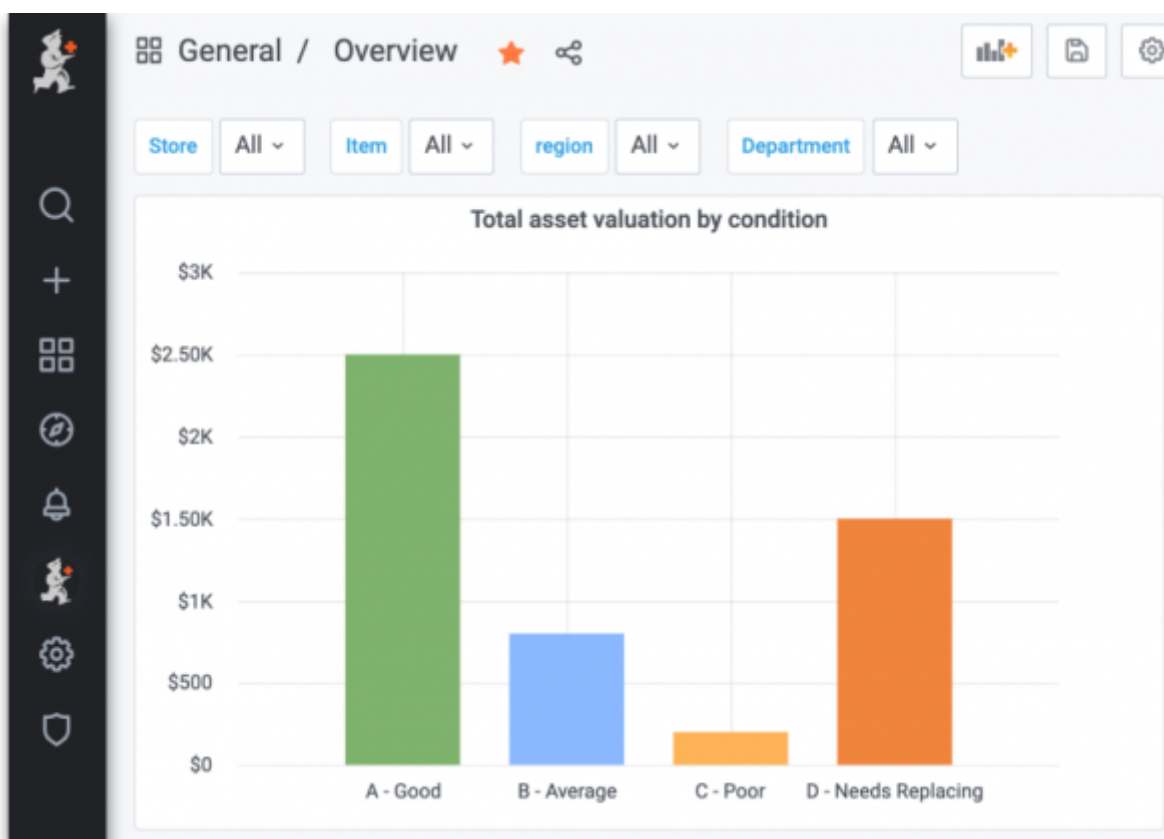 General / Overview
Store All Item All region All Department All
Total asset valuation by condition
$3K
$2.50K
$2K
$1.50K
$1K
$500
$0
A - Good B - Average C - Poor D - Needs Replacing